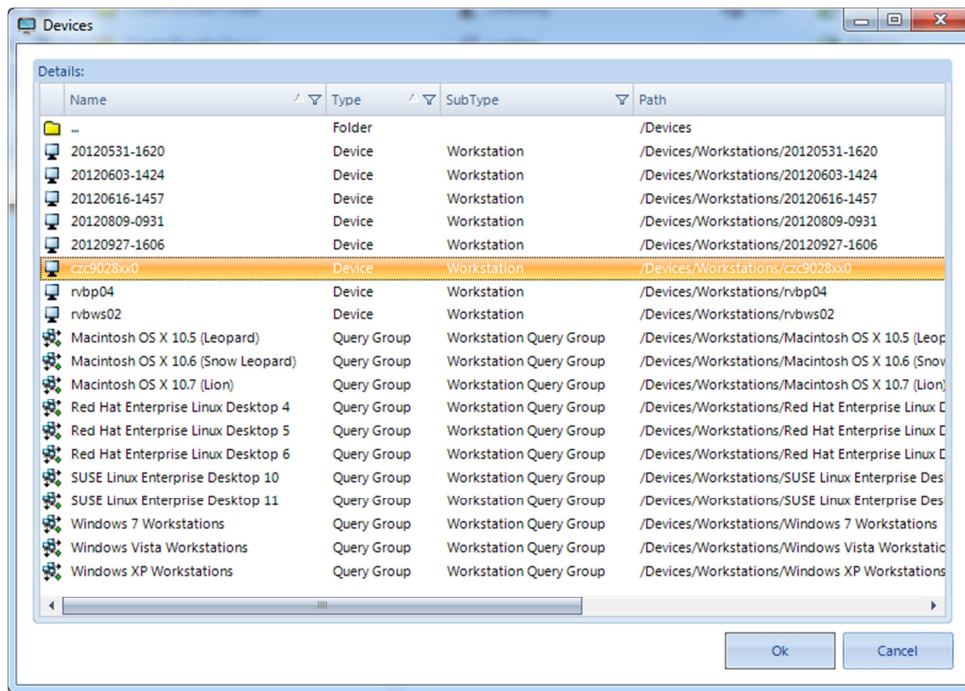 Devices
Details:
Name Type SubType Path
... Folder /Devices
20120531-1620 Device Workstation /Devices/Workstations/20120531-1620
20120603-1424 Device Workstation /Devices/Workstations/20120603-1424
20120616-1457 Device Workstation /Devices/Workstations/20120616-1457
20120809-0931 Device Workstation /Devices/Workstations/20120809-0931
20120927-1606 Device Workstation /Devices/Workstations/20120927-1606
czc9028xx0 Device Workstation /Devices/Workstations/czc9028xx0
rvbp04 Device Workstation /Devices/Workstations/rvbp04
rvbws02 Device Workstation /Devices/Workstations/rvbws02
Macintosh OS X 10.5 (Leopard) Query Group Workstation Query Group /Devices/Workstations/Macintosh OS X 10.5 (Leop
Macintosh OS X 10.6 (Snow Leopard) Query Group Workstation Query Group /Devices/Workstations/Macintosh OS X 10.6 (Snow
Macintosh OS X 10.7 (Lion) Query Group Workstation Query Group /Devices/Workstations/Macintosh OS X 10.7 (Lion)
Red Hat Enterprise Linux Desktop 4 Query Group Workstation Query Group /Devices/Workstations/Red Hat Enterprise Linux D
Red Hat Enterprise Linux Desktop 5 Query Group Workstation Query Group /Devices/Workstations/Red Hat Enterprise Linux D
Red Hat Enterprise Linux Desktop 6 Query Group Workstation Query Group /Devices/Workstations/Red Hat Enterprise Linux D
SUSE Linux Enterprise Desktop 10 Query Group Workstation Query Group /Devices/Workstations/SUSE Linux Enterprise Des
SUSE Linux Enterprise Desktop 11 Query Group Workstation Query Group /Devices/Workstations/SUSE Linux Enterprise Des
Windows 7 Workstations Query Group Workstation Query Group /Devices/Workstations/Windows 7 Workstations
Windows Vista Workstations Query Group Workstation Query Group /Devices/Workstations/Windows Vista Workstatic
Windows XP Workstations Query Group Workstation Query Group /Devices/Workstations/Windows XP Workstations
Ok Cancel